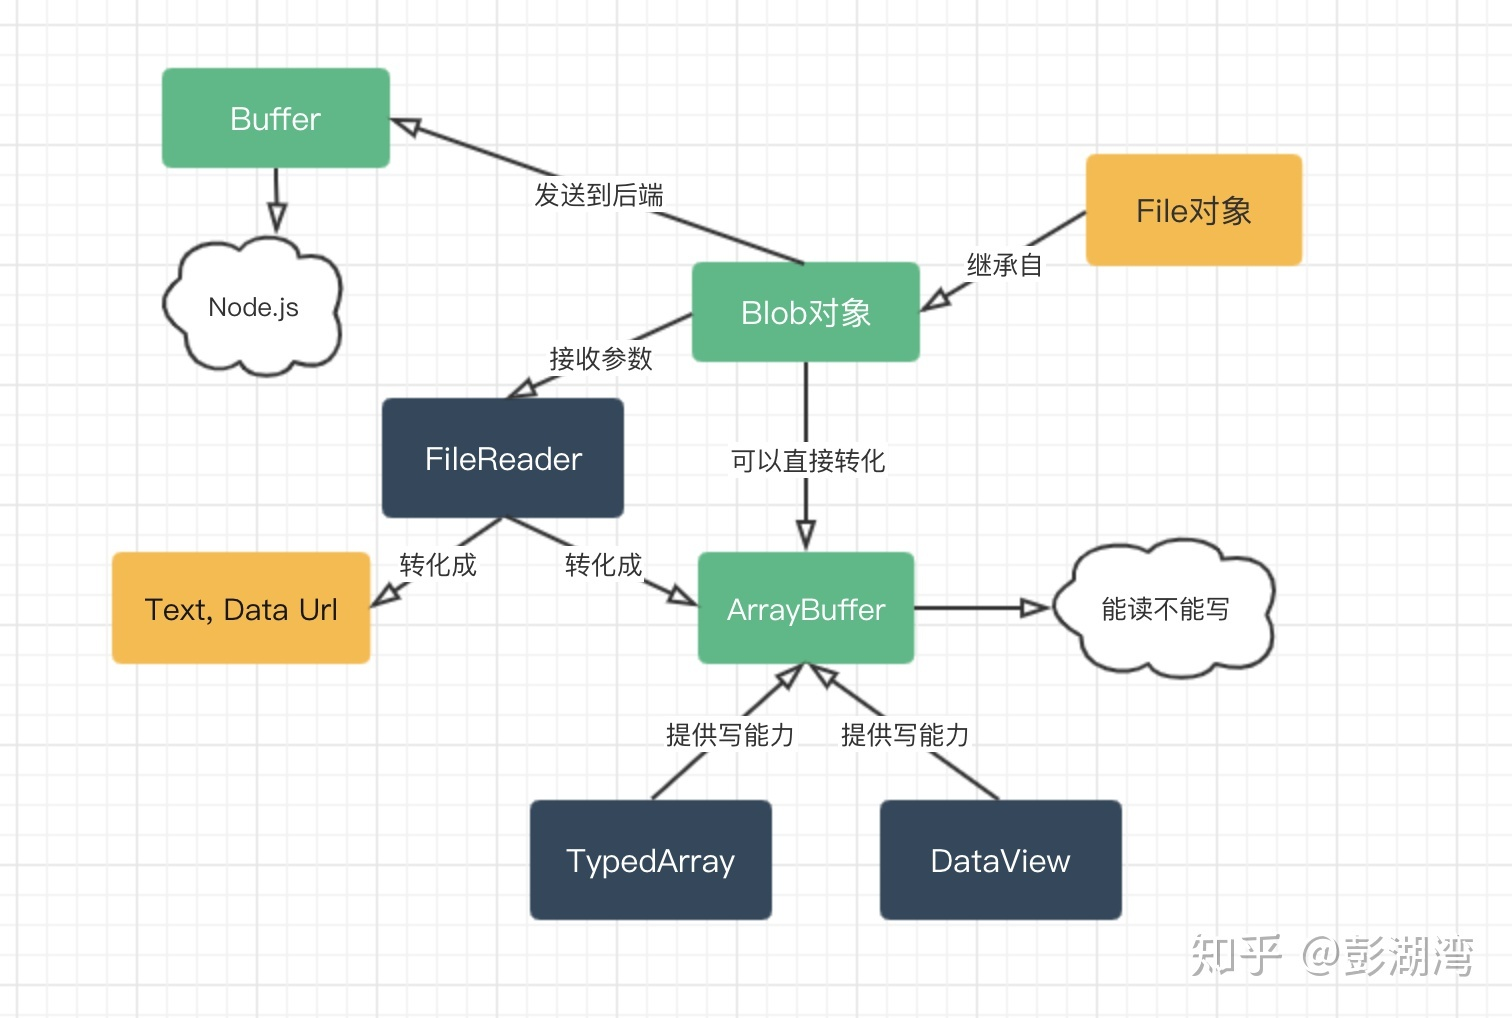 Buffer
发送到后端
File对象
继承自
Node.js
Blob对象
接收参数
FileReader
可以直接转化
转化成
转化成
Text, Data Url
ArrayBuffer
能读不能写
提供写能力
提供写能力
TypedArray
DataView
知乎 @彭湖湾